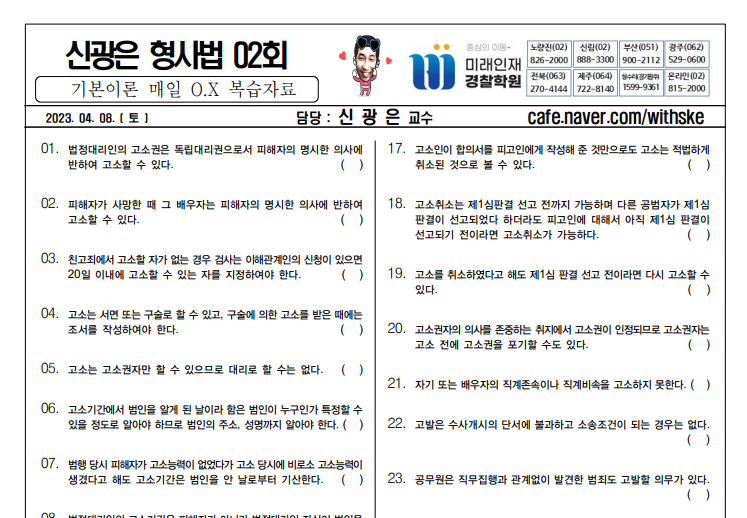 신광은 형사법 02회
기본이론 매일 O.X 복습자료
중심의 이동~
미래인재
경찰학원
노량진(02) 신림(02) 부산(051) 광주(062)
826-2000 888-3300 900-2112 529-0600
전북(063) 제주(064) 온라인(02)
270-4144 722-8140 1599-9361 815-2000
2023. 04. 08. ( 토 )
담당 : 신 광 은 교수
cafe.naver.com/withske
01. 법정대리인의 고소권은 독립대리권으로서 피해자의 명시한 의사에
반하여 고소할 수 있다. ( )
02. 피해자가 사망한 때 그 배우자는 피해자의 명시한 의사에 반하여
고소할 수 있다. ( )
03. 친고죄에서 고소할 자가 없는 경우 검사는 이해관계인의 신청이 있으면
20일 이내에 고소할 수 있는 자를 지정하여야 한다. ( )
04. 고소는 서면 또는 구술로 할 수 있고, 구술에 의한 고소를 받은 때에는
조서를 작성하여야 한다. ( )
05. 고소는 고소권자만 할 수 있으므로 대리로 할 수는 없다. ( )
06. 고소기간에서 범인을 알게 된 날이라 함은 범인이 누구인가 특정할 수
있을 정도로 알아야 하므로 범인의 주소, 성명까지 알아야 한다. ( )
07. 범행 당시 피해자가 고소능력이 없었다가 고소 당시에 비로소 고소능력이
생겼다고 해도 고소기간은 범인을 안 날로부터 기산한다. ( )
08. 법정대리인의 고소기간은 피해자가 아니라 법정대리인 자신이 범인을
17. 고소인이 합의서를 피고인에게 작성해 준 것만으로도 고소는 적법하게
취소된 것으로 볼 수 있다. ( )
18. 고소취소는 제1심판결 선고 전까지 가능하며 다른 공범자가 제1심
판결이 선고되었다 하더라도 피고인에 대해서 아직 제1심 판결이
선고되기 전이라면 고소취소가 가능하다. ( )
19. 고소를 취소하였다고 해도 제1심 판결 선고 전이라면 다시 고소할 수
있다. ( )
20. 고소권자의 의사를 존중하는 취지에서 고소권이 인정되므로 고소권자는
고소 전에 고소권을 포기할 수도 있다. ( )
21. 자기 또는 배우자의 직계존속이나 직계비속을 고소하지 못한다. ( )
22. 고발은 수사개시의 단서에 불과하고 소송조건이 되는 경우는 없다.
( )
23. 공무원은 직무집행과 관계없이 발견한 범죄도 고발할 의무가 있다.
( )